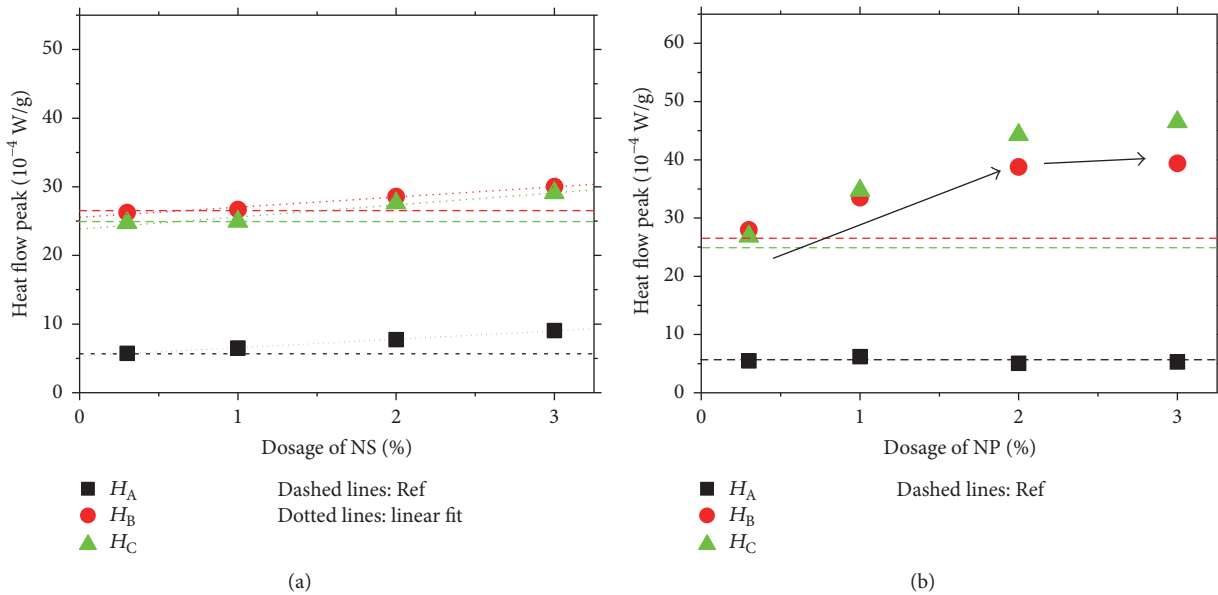 50
40
30
20
10
0
Heat flow peak (10⁻⁴ W/g)
0 1 2 3
Dosage of NS (%)
H_A
H_B
H_C
Dashed lines: Ref
Dotted lines: linear fit
(a)
60
50
40
30
20
10
0
Heat flow peak (10⁻⁴ W/g)
0 1 2 3
Dosage of NP (%)
H_A
H_B
H_C
Dashed lines: Ref
(b)